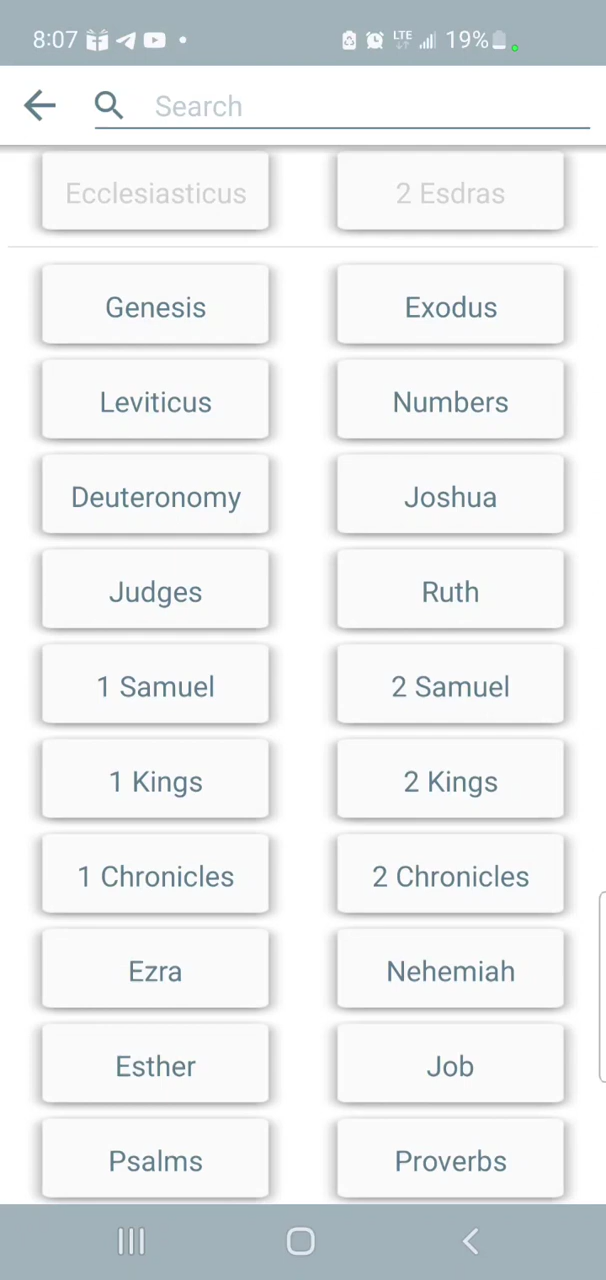 8:07 LTE 19%
Search
Ecclesiasticus 2 Esdras
Genesis Exodus
Leviticus Numbers
Deuteronomy Joshua
Judges Ruth
1 Samuel 2 Samuel
1 Kings 2 Kings
1 Chronicles 2 Chronicles
Ezra Nehemiah
Esther Job
Psalms Proverbs